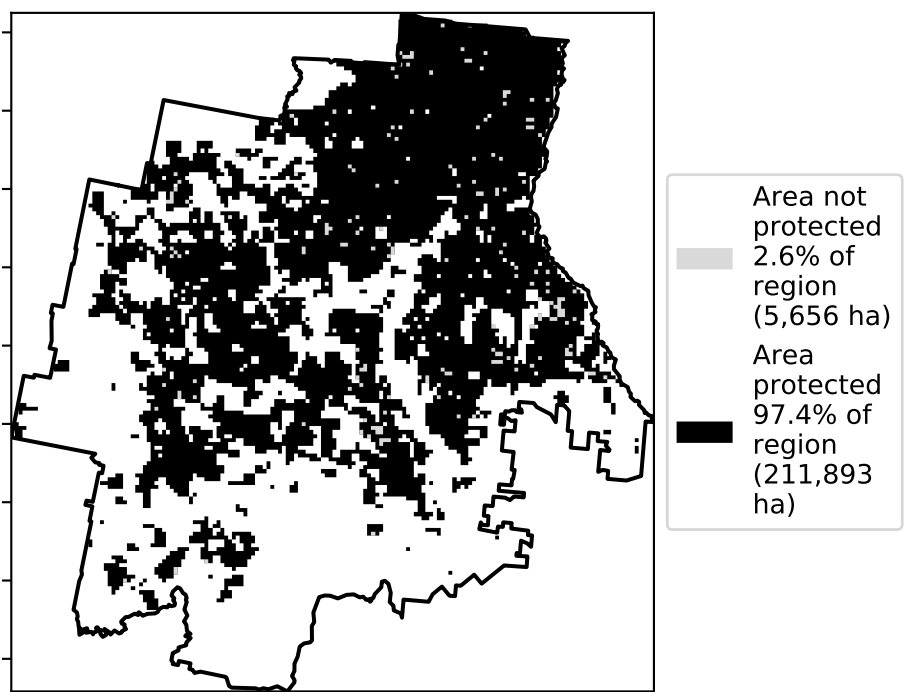 Area not
protected
2.6% of
region
(5,656 ha)
Area
protected
97.4% of
region
(211,893
ha)